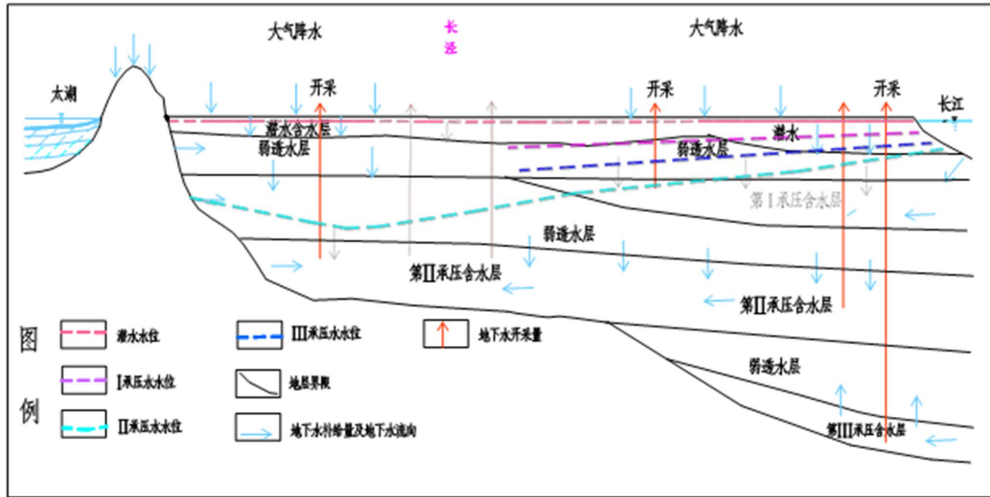 大气降水
长泾
大气降水
太湖
开采
开采
开采
长江
潜水含水层
潜水
弱透水层
弱透水层
第Ⅰ承压含水层
弱透水层
第Ⅱ承压含水层
第Ⅱ承压含水层
弱透水层
第Ⅲ承压含水层
图例
潜水水位
Ⅲ承压水水位
地下水开采量
Ⅰ承压水水位
地层界线
Ⅱ承压水水位
地下水补给量及地下水流向